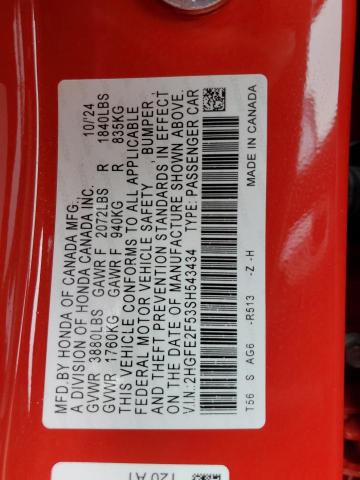 MFD.BY HONDA OF CANADA MFG. 10/'24
A DIVISION OF HONDA CANADA INC.
GVWR 3880LBS GAWR F 2072LBS R 1840LBS
GVWR 1760KG GAWR F 940KG R 835KG
THIS VEHICLE CONFORMS TO ALL APPLICABLE
FEDERAL MOTOR VEHICLE SAFETY, BUMPER,
AND THEFT PREVENTION STANDARDS IN EFFECT
ON THE DATE OF MANUFACTURE SHOWN ABOVE.
V.I.N.: 2HGFE2F53SH543434 TYPE: PASSENGER CAR
T56 S AG6 -R513 -Z -H MADE IN CANADA
120 A1